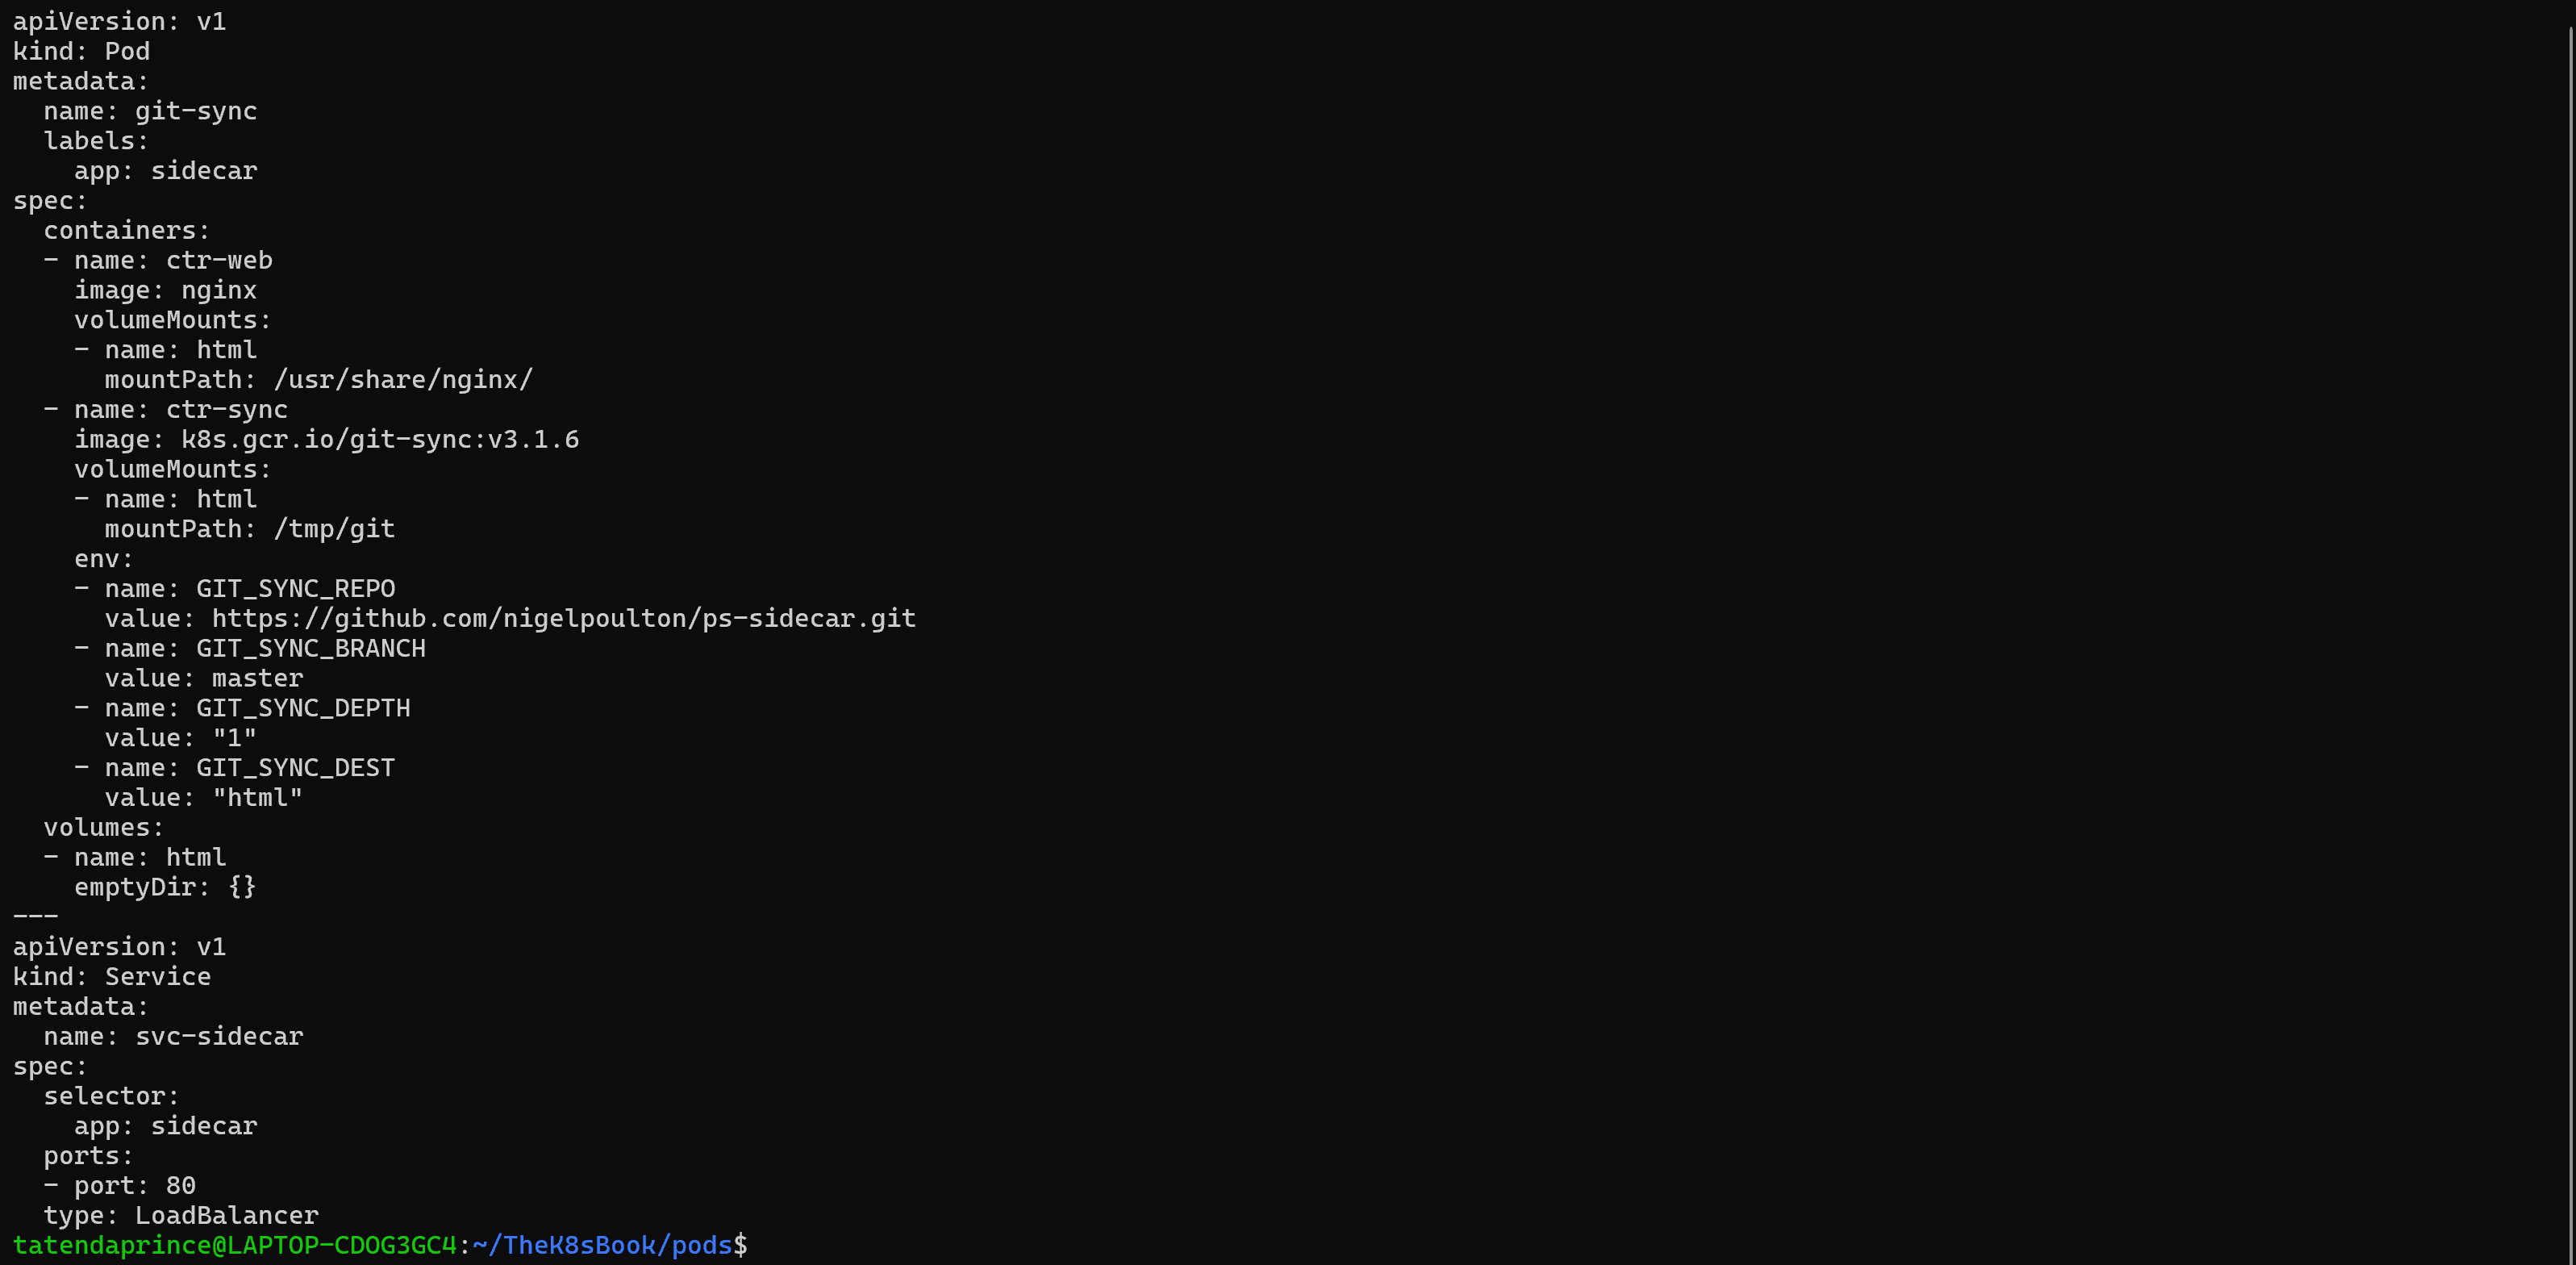 apiVersion: v1
kind: Pod
metadata:
  name: git-sync
  labels:
    app: sidecar
spec:
  containers:
  - name: ctr-web
    image: nginx
    volumeMounts:
    - name: html
      mountPath: /usr/share/nginx/
  - name: ctr-sync
    image: k8s.gcr.io/git-sync:v3.1.6
    volumeMounts:
    - name: html
      mountPath: /tmp/git
    env:
    - name: GIT_SYNC_REPO
      value: https://github.com/nigelpoulton/ps-sidecar.git
    - name: GIT_SYNC_BRANCH
      value: master
    - name: GIT_SYNC_DEPTH
      value: "1"
    - name: GIT_SYNC_DEST
      value: "html"
  volumes:
  - name: html
    emptyDir: {}
---
apiVersion: v1
kind: Service
metadata:
  name: svc-sidecar
spec:
  selector:
    app: sidecar
  ports:
  - port: 80
  type: LoadBalancer
tatendaprince@LAPTOP-CDOG3GC4:~/TheK8sBook/pods$